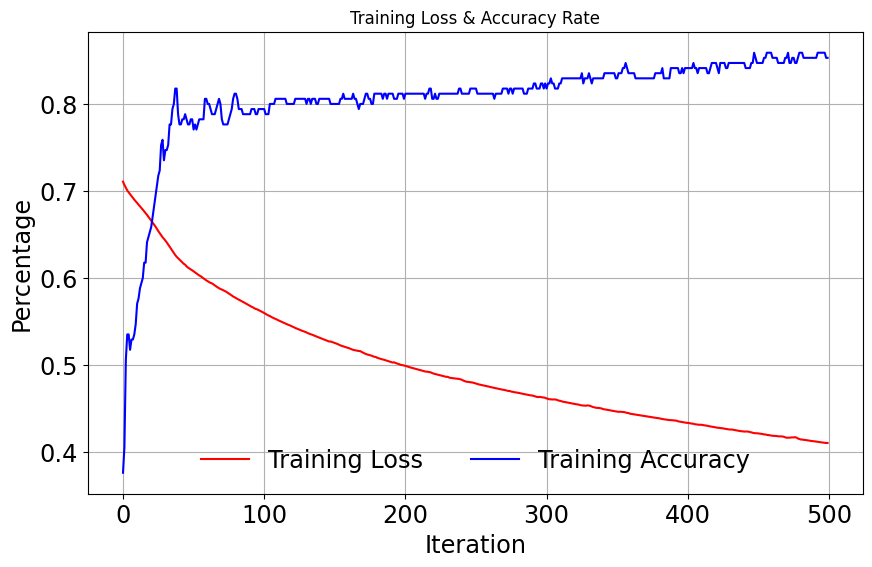 Training Loss & Accuracy Rate
Percentage
0.8
0.7
0.6
0.5
0.4
Training Loss Training Accuracy
0 100 200 300 400 500
Iteration